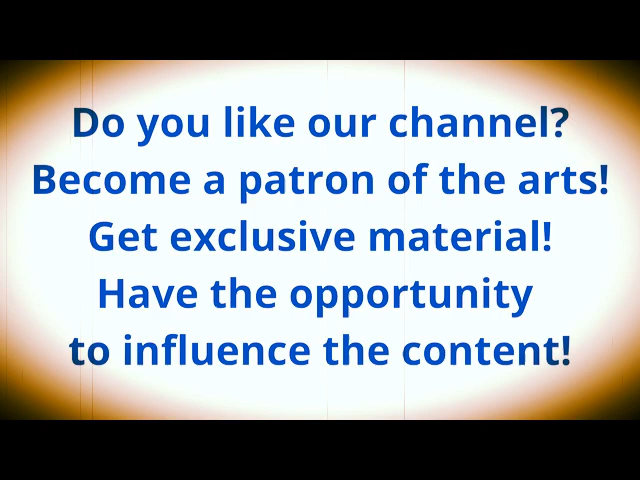 Do you like our channel?
Become a patron of the arts!
Get exclusive material!
Have the opportunity
to influence the content!